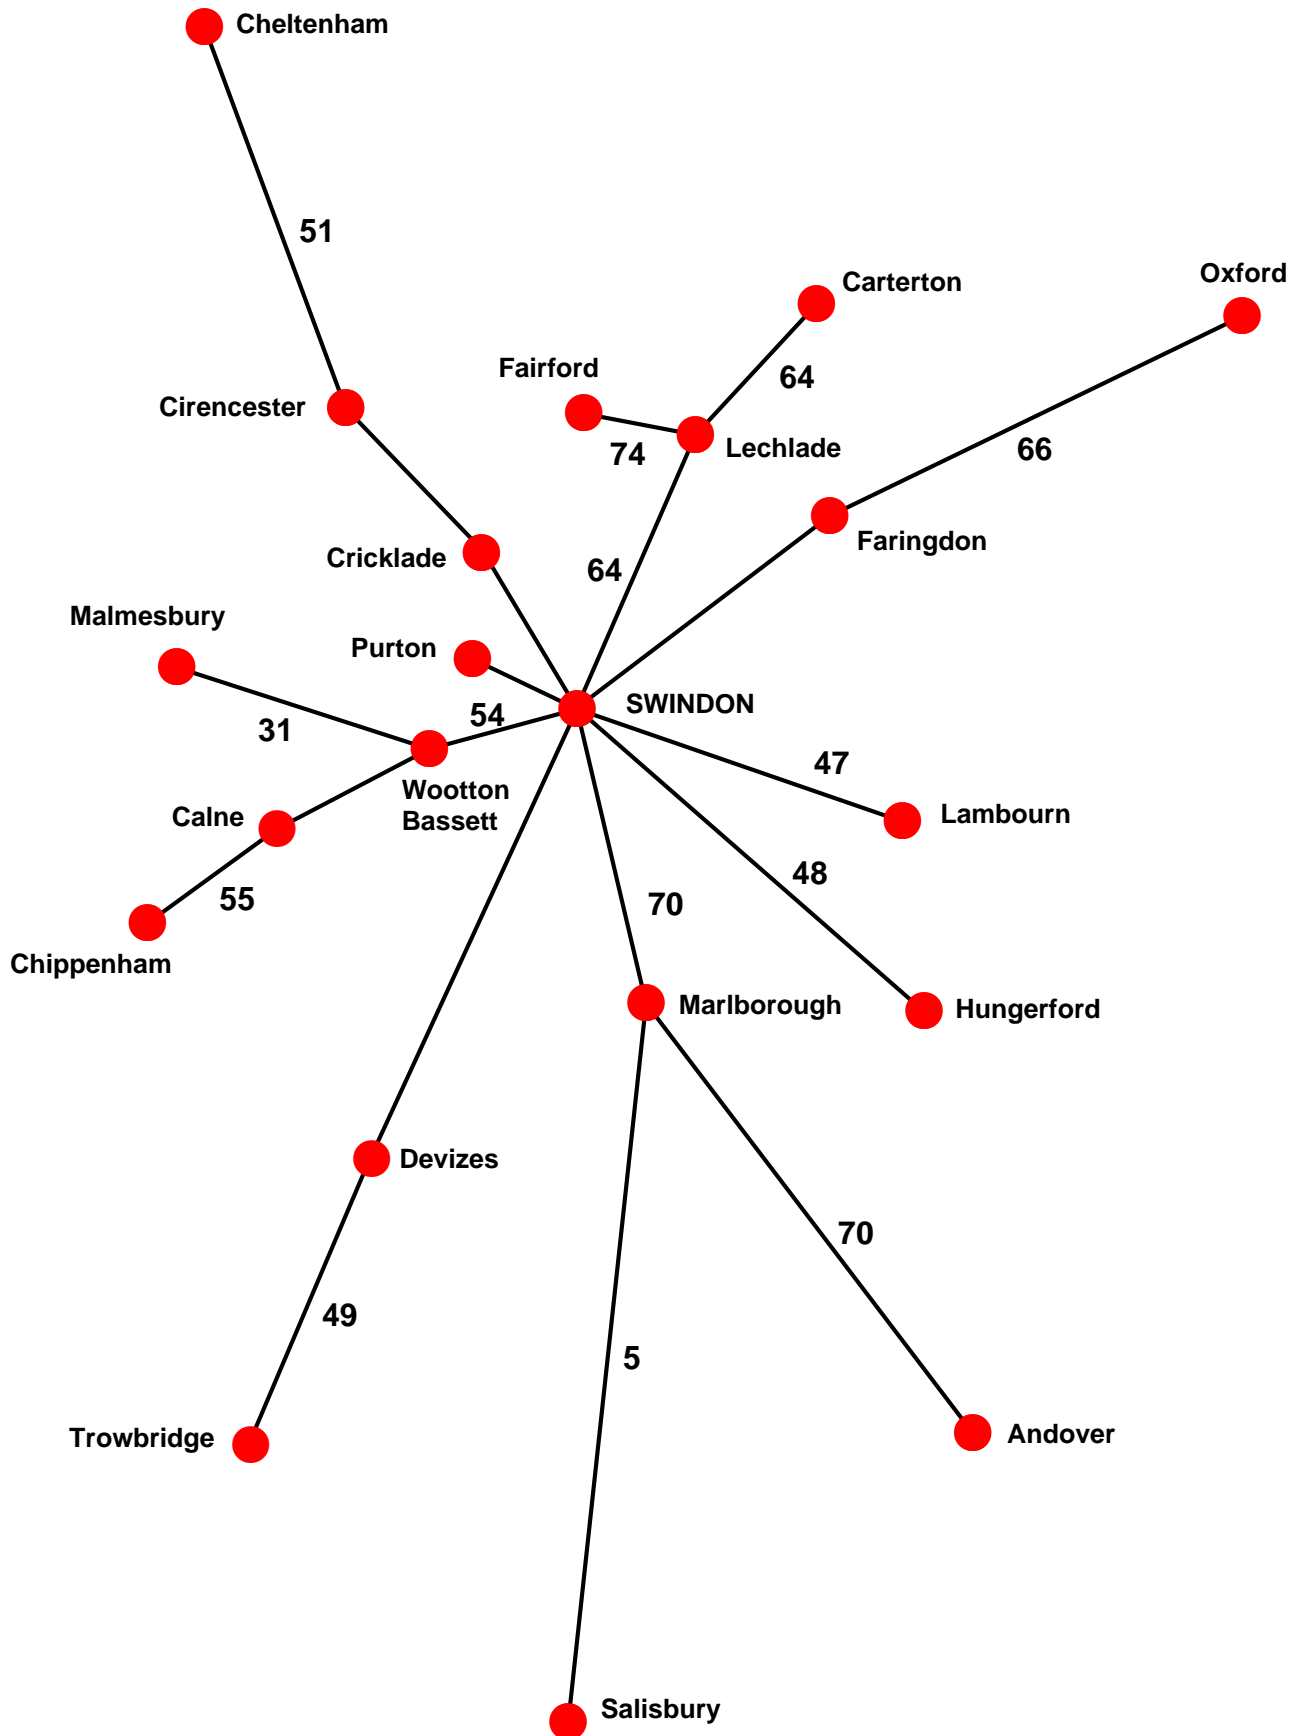 Cheltenham
51
Oxford
Carterton
Fairford
64
Cirencester
74
Lechlade
66
Faringdon
Cricklade
64
Malmesbury
Purton
SWINDON
54
31
47
Wootton
Bassett
Calne
Lambourn
48
55
70
Chippenham
Marlborough
Hungerford
Devizes
70
49
5
Trowbridge
Andover
Salisbury